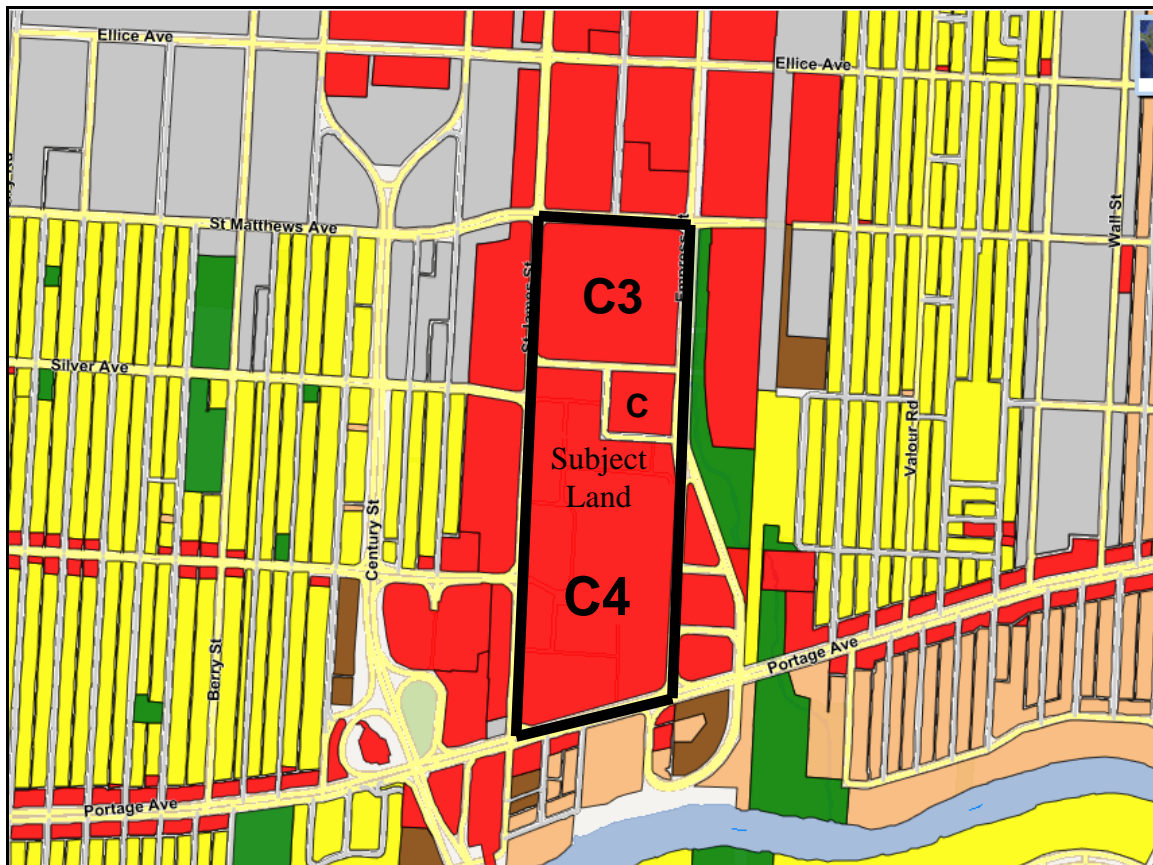 Ellice Ave
Ellice Ave
St Matthews Ave
Wall St
C3
Silver Ave
C
Valour Rd
Subject
Land
Century St
C4
Berry St
Portage Ave
Portage Ave